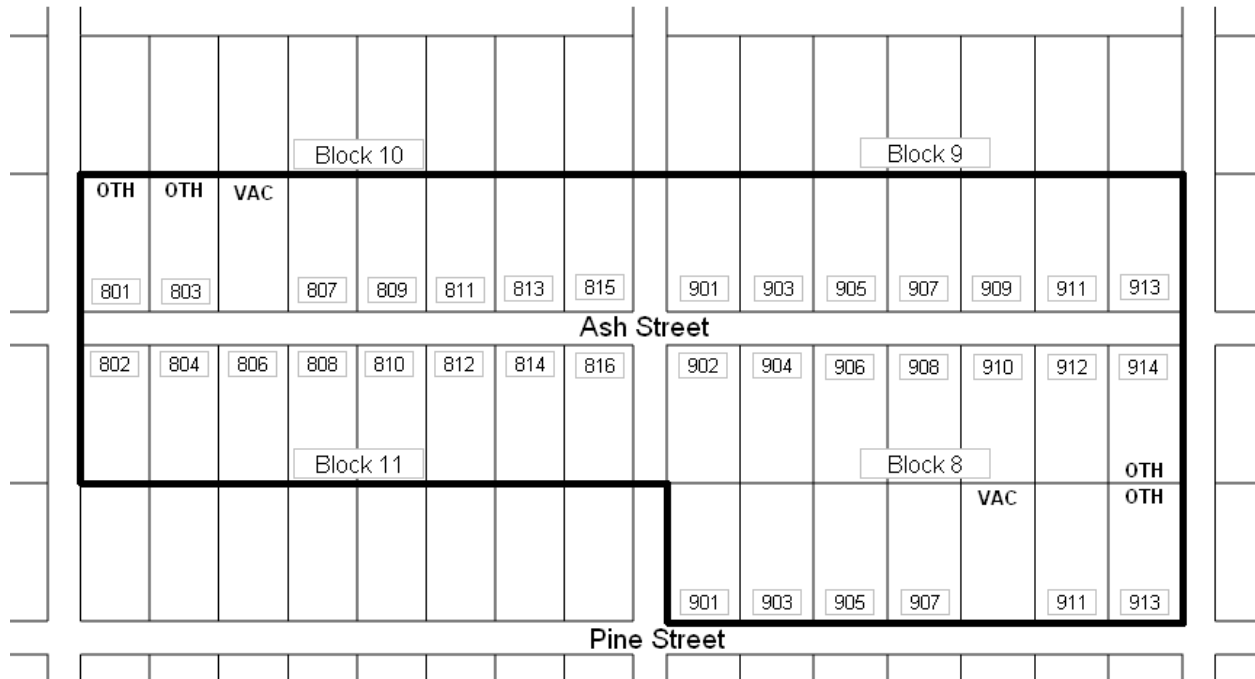 Block 10 Block 9
OTH OTH VAC
801 803 807 809 811 813 815 901 903 905 907 909 911 913
Ash Street
802 804 806 808 810 812 814 816 902 904 906 908 910 912 914
Block 11 Block 8 OTH
VAC OTH
901 903 905 907 911 913
Pine Street